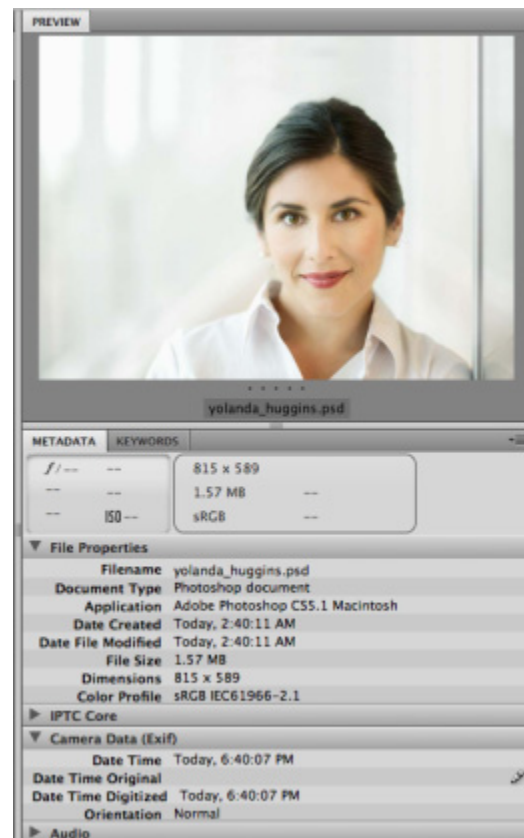 PREVIEW
yolanda_huggins.psd
METADATA KEYWORDS
f/-- --
-- --
-- ISO --
815 x 589
1.57 MB --
sRGB --
File Properties
Filename yolanda_huggins.psd
Document Type Photoshop document
Application Adobe Photoshop CS5.1 Macintosh
Date Created Today, 2:40:11 AM
Date File Modified Today, 2:40:11 AM
File Size 1.57 MB
Dimensions 815 x 589
Color Profile sRGB IEC61966-2.1
IPTC Core
Camera Data (Exif)
Date Time Today, 6:40:07 PM
Date Time Original
Date Time Digitized Today, 6:40:07 PM
Orientation Normal
Audio